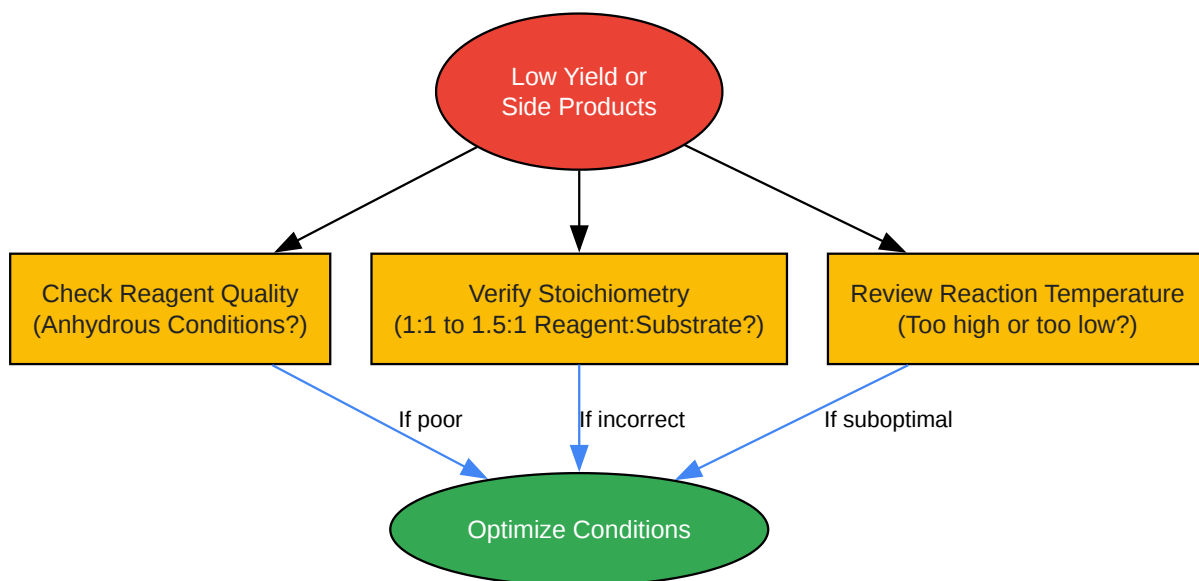 Low Yield or
Side Products
Check Reagent Quality
(Anhydrous Conditions?)
Verify Stoichiometry
(1:1 to 1.5:1 Reagent:Substrate?)
Review Reaction Temperature
(Too high or too low?)
If poor
If incorrect
If suboptimal
Optimize Conditions